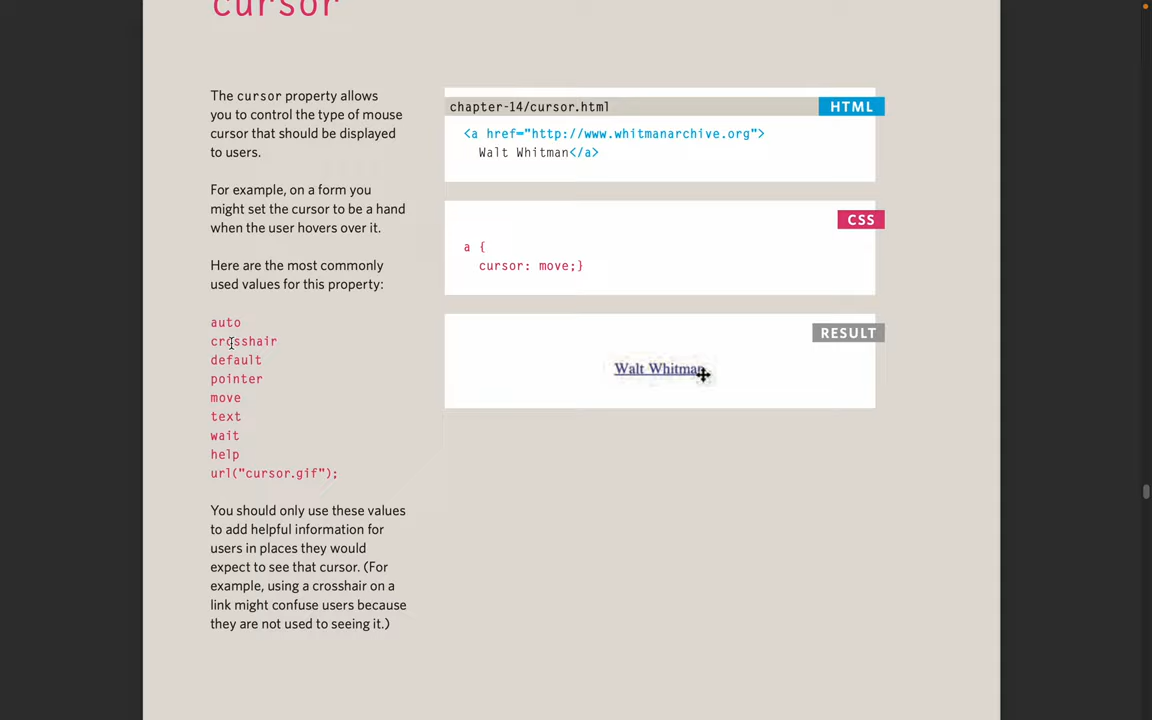 cursor
The cursor property allows
you to control the type of mouse
cursor that should be displayed
to users.
For example, on a form you
might set the cursor to be a hand
when the user hovers over it.
Here are the most commonly
used values for this property:
auto
crosshair
default
pointer
move
text
wait
help
url("cursor.gif");
You should only use these values
to add helpful information for
users in places they would
expect to see that cursor. (For
example, using a crosshair on a
link might confuse users because
they are not used to seeing it.)
chapter-14/cursor.html HTML
<a href="http://www.whitmanarchive.org">
Walt Whitman</a>
CSS
a {
cursor: move;}
RESULT
Walt Whitman